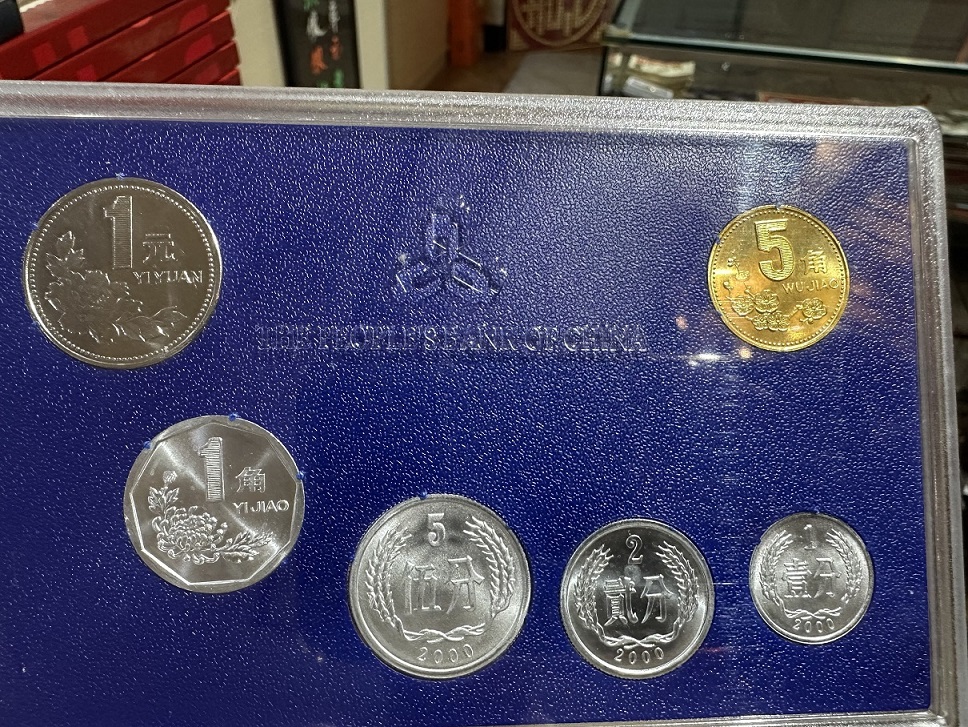 1 元
YI YUAN
5 角
WU JIAO
THE PEOPLE'S BANK OF CHINA
1 角
YI JIAO
5
伍分
2000
2
贰分
2000
1
壹分
2000